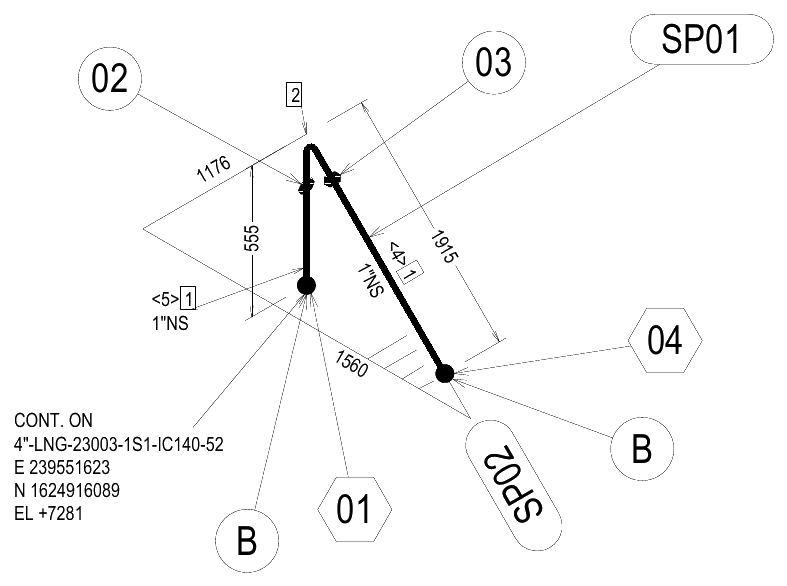 SP01
02
03
2
1176
555
1915
<4>1
1"NS
<5>1
1"NS
1560
04
CONT. ON
4"-LNG-23003-1S1-IC140-52
E 239551623
N 1624916089
EL +7281
B
SP02
01
B